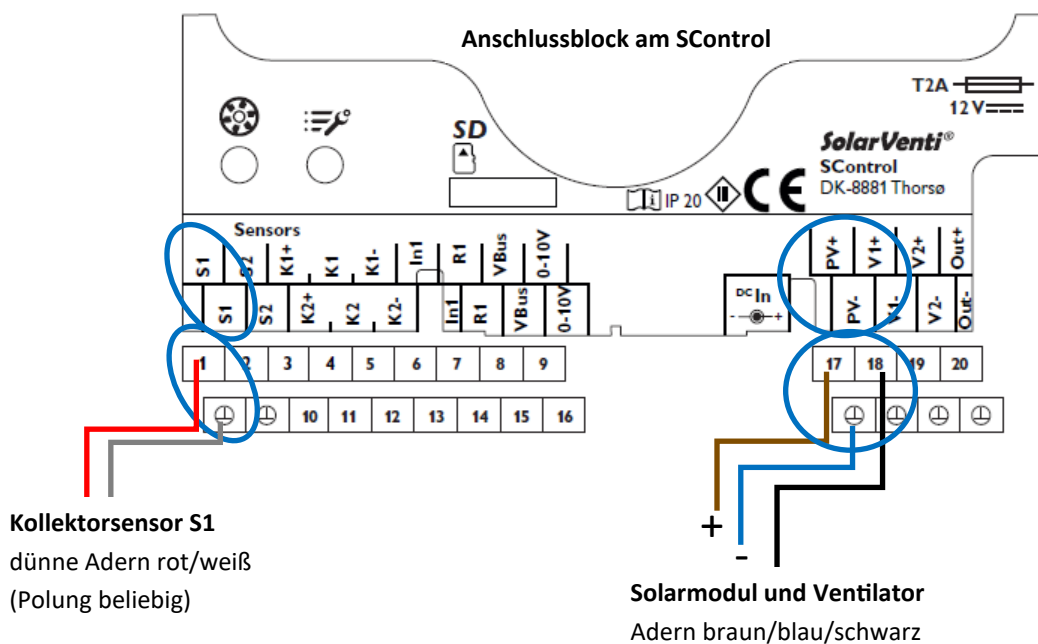 Anschlussblock am SControl
T2A
12V
SD
SolarVenti®
SControl
DK-8881 Thorsø
IP 20
CE
Sensors
S1 S2 K1+ K1 K1- In1 R1 VBus 0-10V
PV+ V1+ V2+ Out+
S1 S2 K2+ K2 K2- In1 R1 VBus 0-10V
DC In
- +
PV- V1- V2- Out-
1 2 3 4 5 6 7 8 9
17 18 19 20
10 11 12 13 14 15 16
+
-
Kollektorsensor S1
dünne Adern rot/weiß
(Polung beliebig)
Solarmodul und Ventilator
Adern braun/blau/schwarz